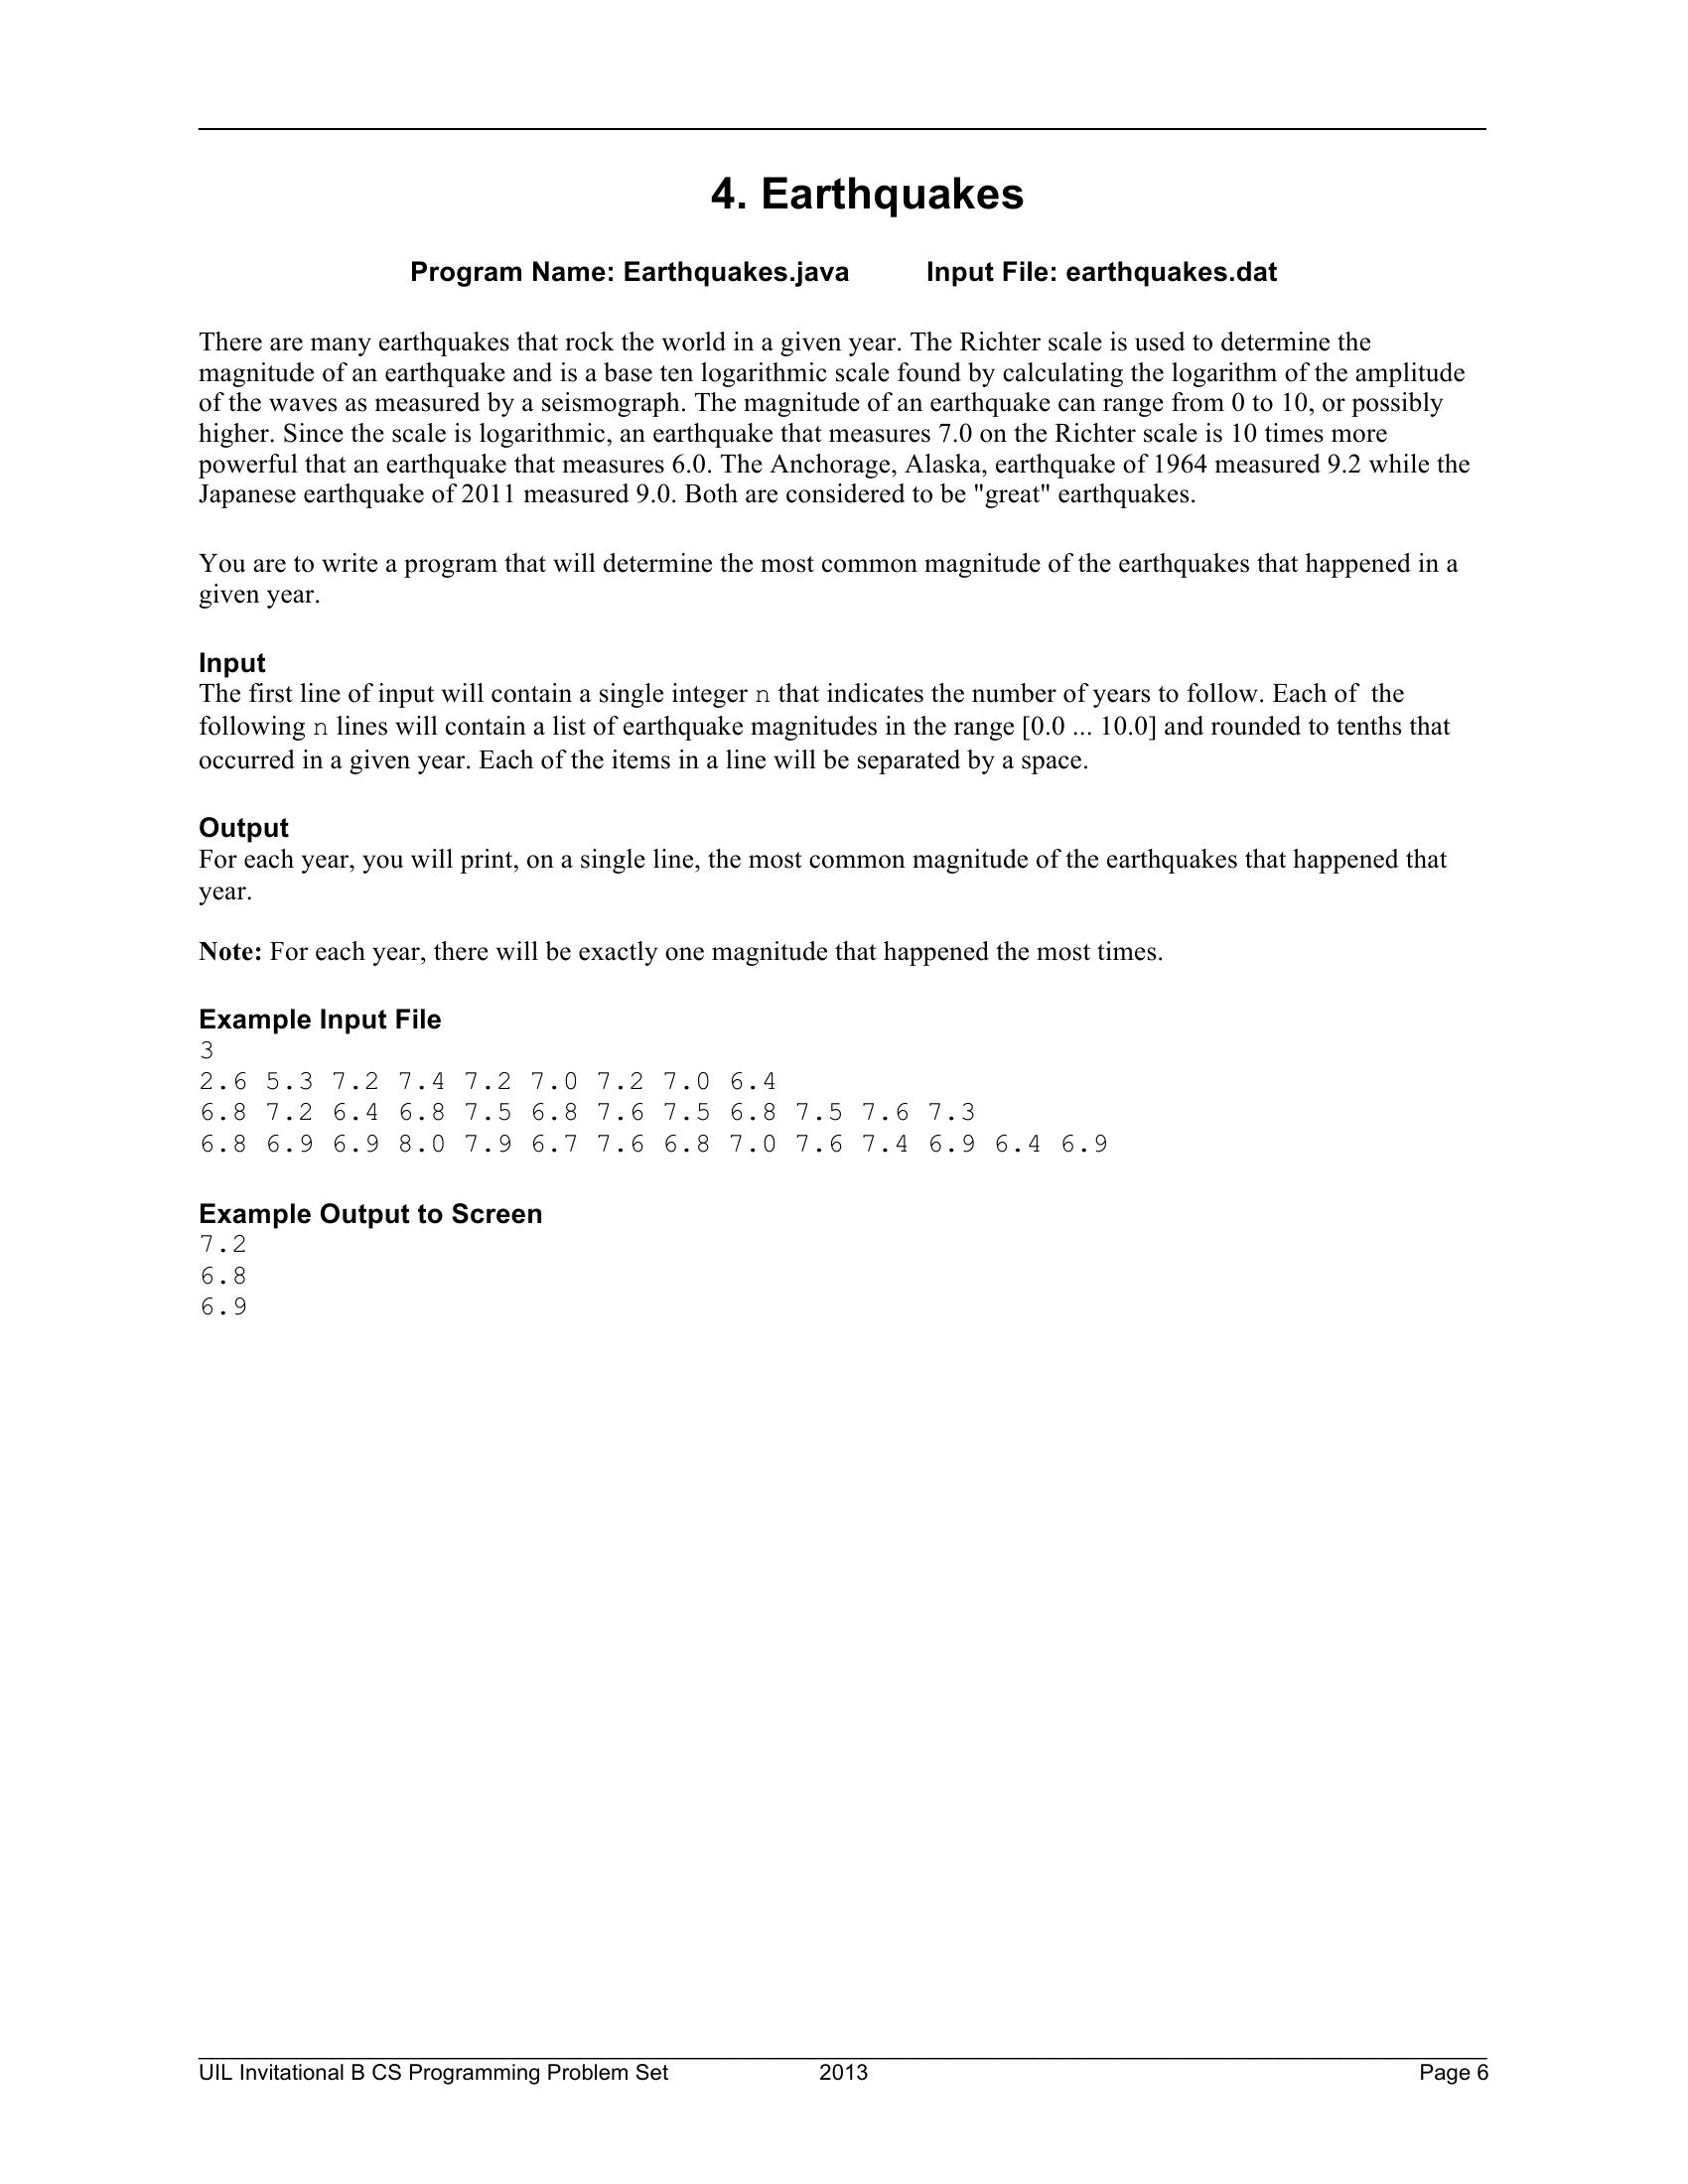 4. Earthquakes
Program Name: Earthquakes.java Input File: earthquakes.dat
There are many earthquakes that rock the world in a given year. The Richter scale is used to determine the
magnitude of an earthquake and is a base ten logarithmic scale found by calculating the logarithm of the amplitude
of the waves as measured by a seismograph. The magnitude of an earthquake can range from 0 to 10, or possibly
higher. Since the scale is logarithmic, an earthquake that measures 7.0 on the Richter scale is 10 times more
powerful that an earthquake that measures 6.0. The Anchorage, Alaska, earthquake of 1964 measured 9.2 while the
Japanese earthquake of 2011 measured 9.0. Both are considered to be "great" earthquakes.
You are to write a program that will determine the most common magnitude of the earthquakes that happened in a
given year.
Input
The first line of input will contain a single integer n that indicates the number of years to follow. Each of the
following n lines will contain a list of earthquake magnitudes in the range [0.0 ... 10.0] and rounded to tenths that
occurred in a given year. Each of the items in a line will be separated by a space.
Output
For each year, you will print, on a single line, the most common magnitude of the earthquakes that happened that
year.
Note: For each year, there will be exactly one magnitude that happened the most times.
Example Input File
3
2.6 5.3 7.2 7.4 7.2 7.0 7.2 7.0 6.4
6.8 7.2 6.4 6.8 7.5 6.8 7.6 7.5 6.8 7.5 7.6 7.3
6.8 6.9 6.9 8.0 7.9 6.7 7.6 6.8 7.0 7.6 7.4 6.9 6.4 6.9
Example Output to Screen
7.2
6.8
6.9
UIL Invitational B CS Programming Problem Set 2013 Page 6